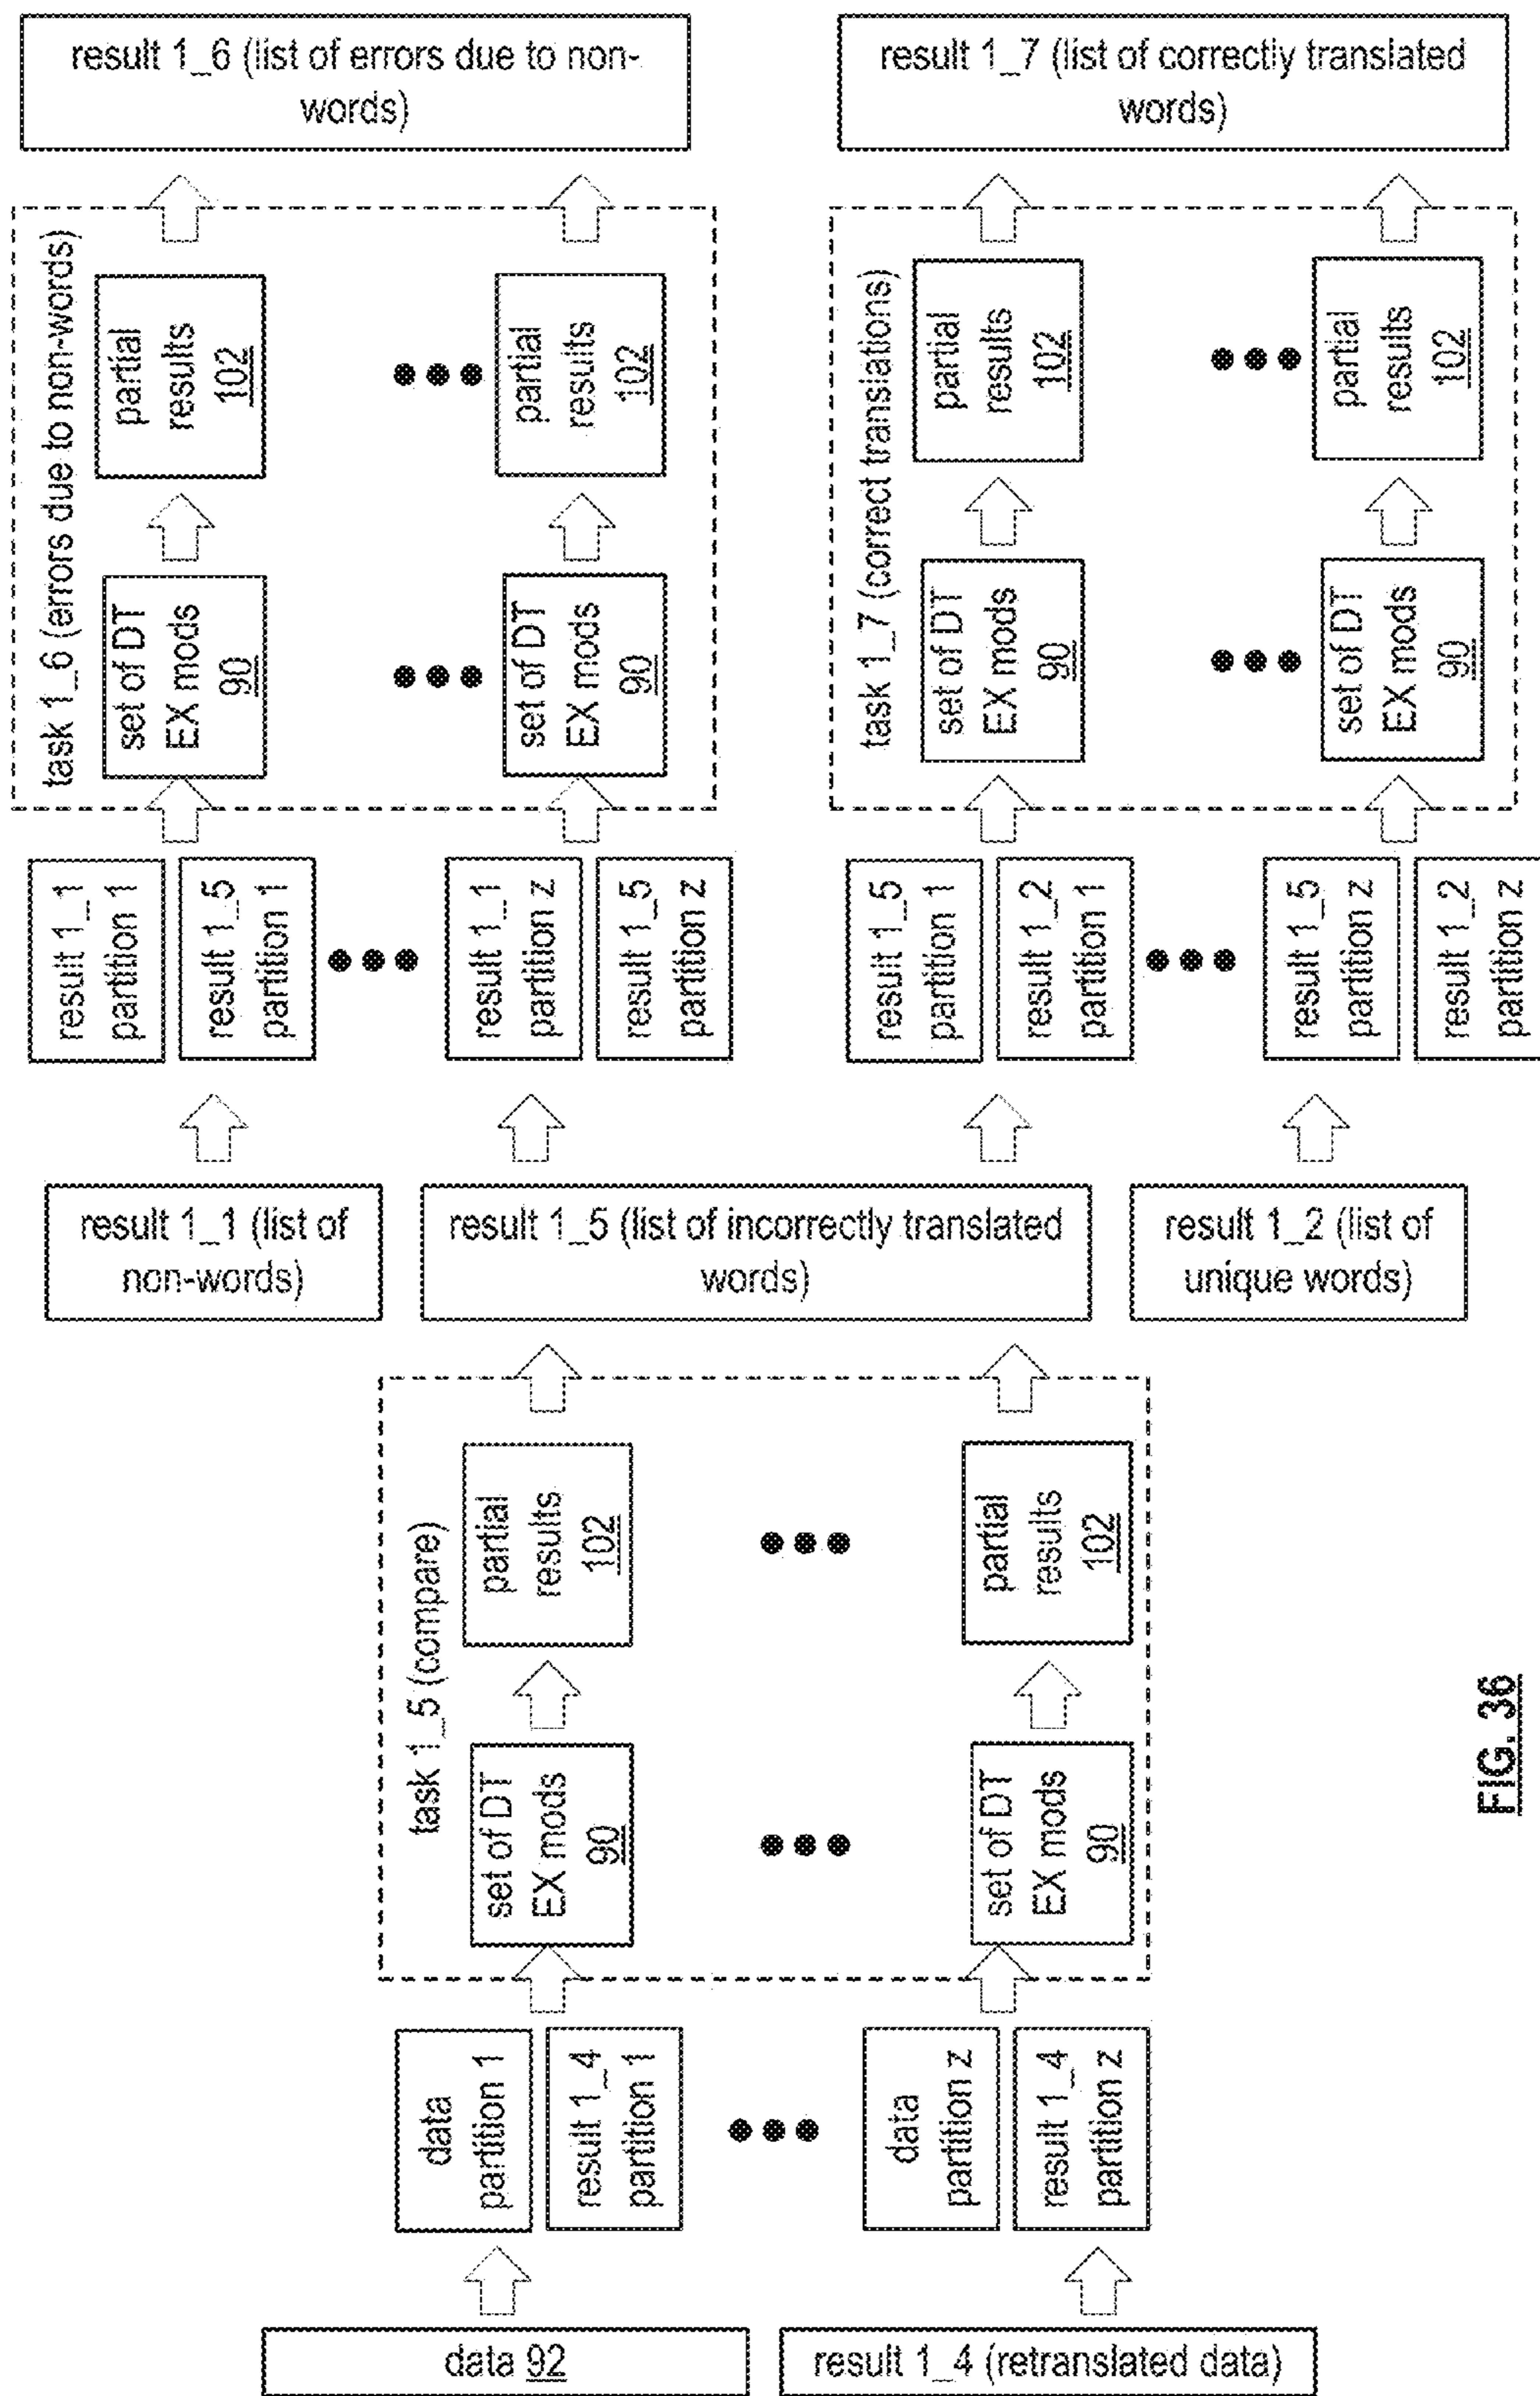 result 1_6 (list of errors due to non-
words)
result 1_7 (list of correctly translated
words)
task 1_6 (errors due to non-words)
partial
results
102
partial
results
102
set of DT
EX mods
90
set of DT
EX mods
90
task 1_7 (correct translations)
partial
results
102
partial
results
102
set of DT
EX mods
90
set of DT
EX mods
90
result 1_1
partition 1
result 1_5
partition 1
result 1_1
partition z
result 1_5
partition z
result 1_5
partition 1
result 1_2
partition 1
result 1_5
partition z
result 1_2
partition z
result 1_1 (list of
non-words)
result 1_5 (list of incorrectly translated
words)
result 1_2 (list of
unique words)
task 1_5 (compare)
partial
results
102
partial
results
102
set of DT
EX mods
90
set of DT
EX mods
90
data
partition 1
result 1_4
partition 1
data
partition z
result 1_4
partition z
data 92
result 1_4 (retranslated data)
FIG. 36